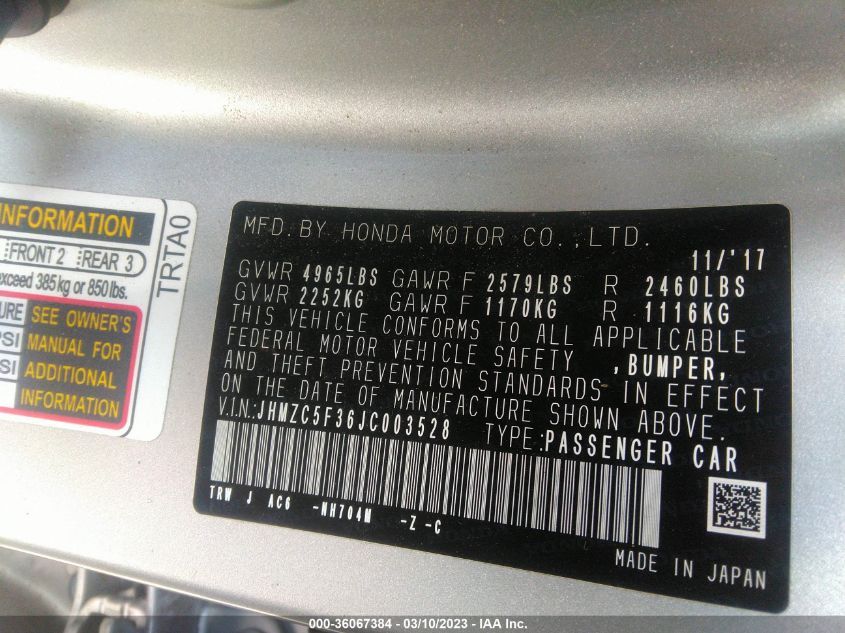 INFORMATION
FRONT 2 REAR 3
exceed 385 kg or 850 lbs.
SEE OWNER'S
PSI MANUAL FOR
ADDITIONAL
INFORMATION
TRTA0
MFD. BY HONDA MOTOR CO., LTD.
11/'17
GVWR 4965LBS GAWR F 2579LBS R 2460LBS
GVWR 2252KG GAWR F 1170KG R 1116KG
THIS VEHICLE CONFORMS TO ALL APPLICABLE
FEDERAL MOTOR VEHICLE SAFETY , BUMPER,
AND THEFT PREVENTION STANDARDS IN EFFECT
ON THE DATE OF MANUFACTURE SHOWN ABOVE.
V.I.N.:JHMZC5F36JC003528 TYPE:PASSENGER CAR
TRW J AC6 -NH704M -Z -C
MADE IN JAPAN
000-36067384 - 03/10/2023 - IAA Inc.